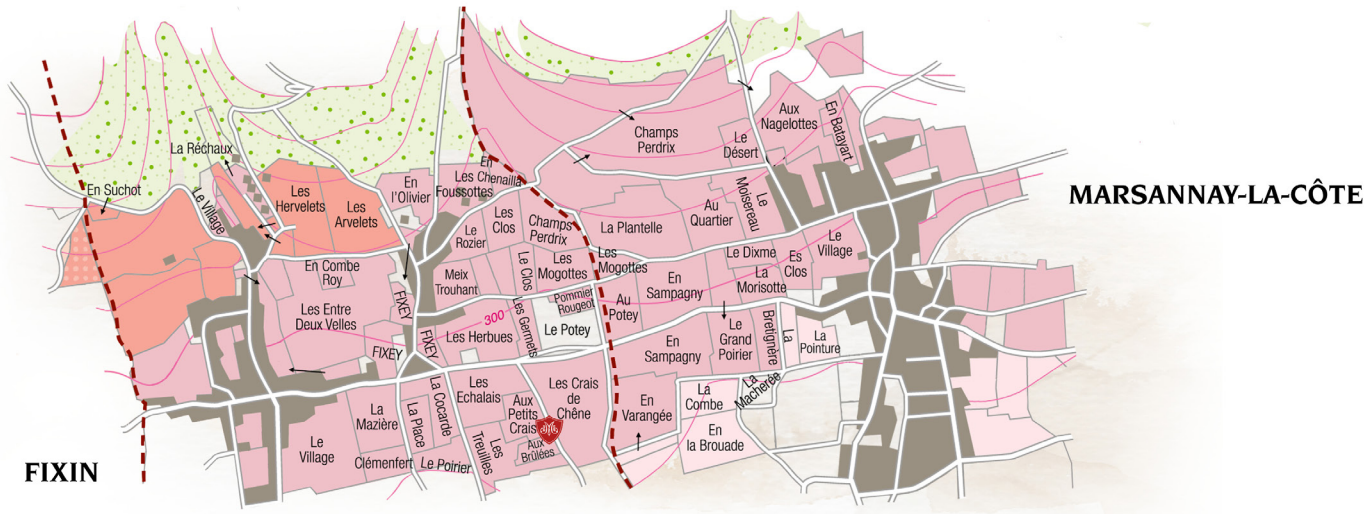 La Réchaux
En Suchot
Le Village
Les
Hervelets
Les
Arvelets
En
l'Olivier
En
Foussottes
Les Chenailla
Champs
Perdrix
Le
Désert
Aux
Nagelottes
En Batayart
MARSANNAY-LA-CÔTE
Le
Rozier
Les
Clos
Champs
Perdrix
La Plantelle
Au
Quartier
Le
Moisereau
Le
Village
En Combe
Roy
Meix
Trouhant
Le Clos
Les
Mogottes
Les
Mogottes
En
Sampagny
Le Dixme
La
Morisotte
Es
Clos
Les Entre
Deux Velles
FIXEY
300
Les Germets
Pommier
Rougeot
Au
Potey
Le Potey
Les Herbues
FIXEY
FIXEY
En
Sampagny
Le
Grand
Poirier
Bretignère
La
La
Pointure
La
Macherée
Les
Echalais
Les Crais
de
Chêne
Aux
Petits
Crais
La Cocarde
La
Mazière
La Place
En
Varangée
La
Combe
En
la Brouade
Le
Village
Clémenfert
Le Poirier
Les
Treuilles
Aux
Brûlées
FIXIN